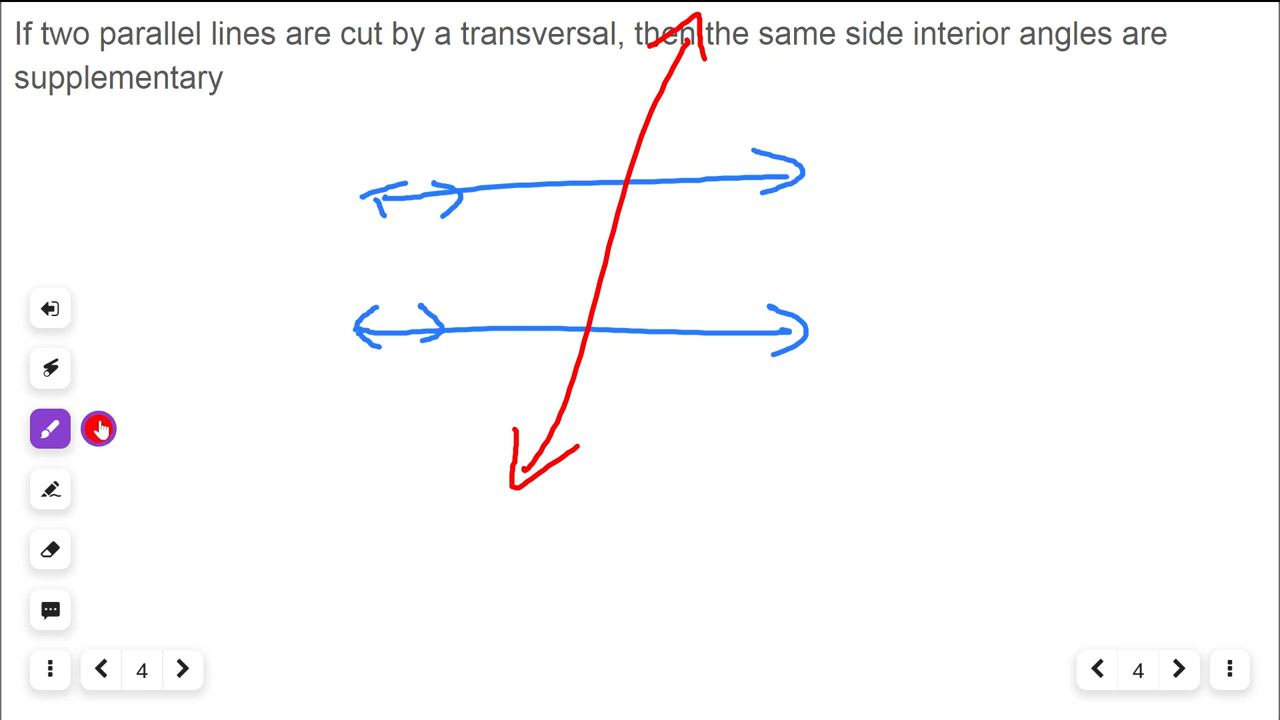 If two parallel lines are cut by a transversal, then the same side interior angles are
supplementary
4
4